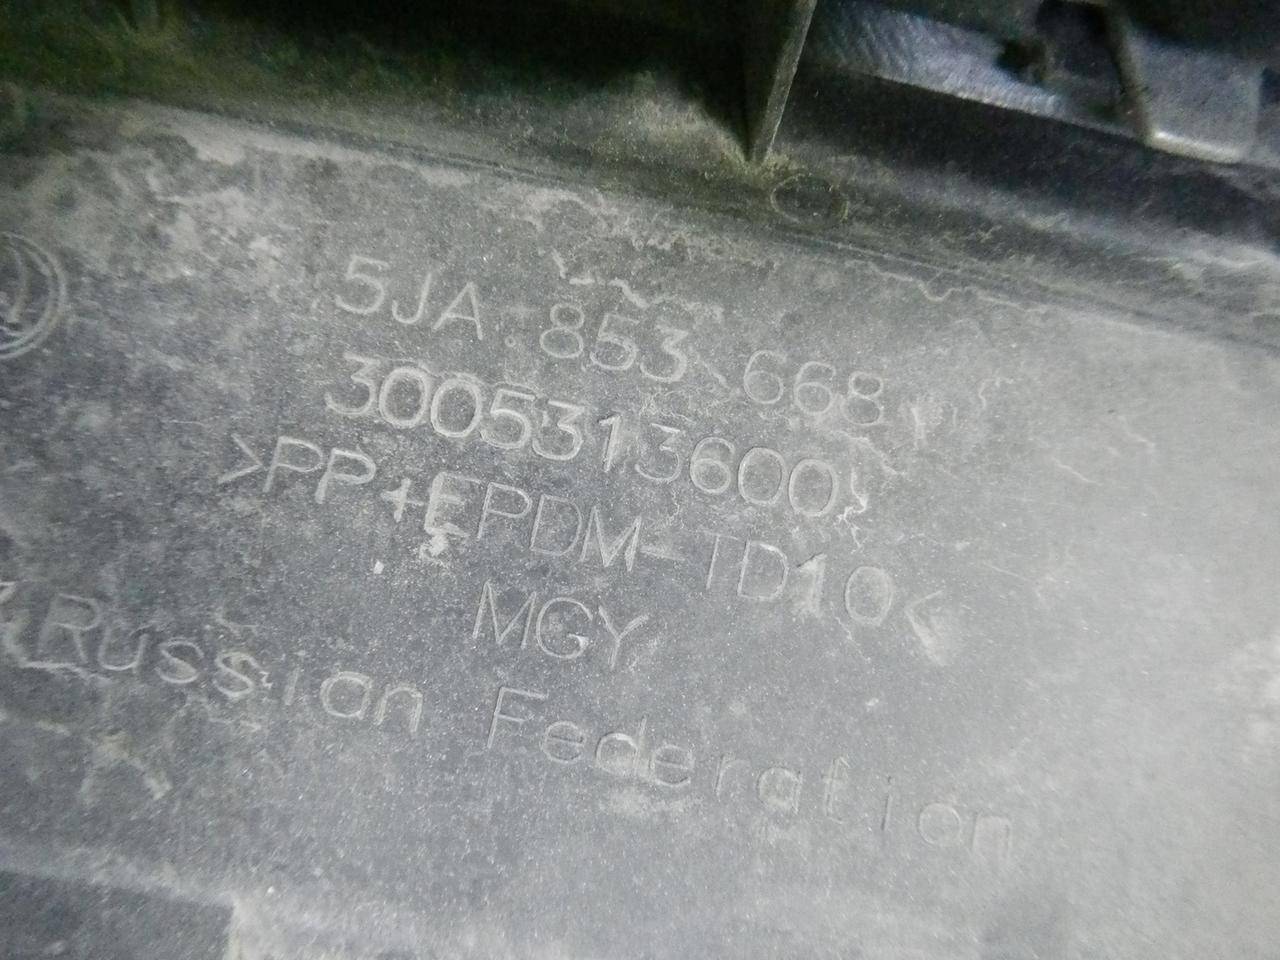 5JA 853 668
3005313600
>PP+EPDM-TD10<
MGY
Russian Federation